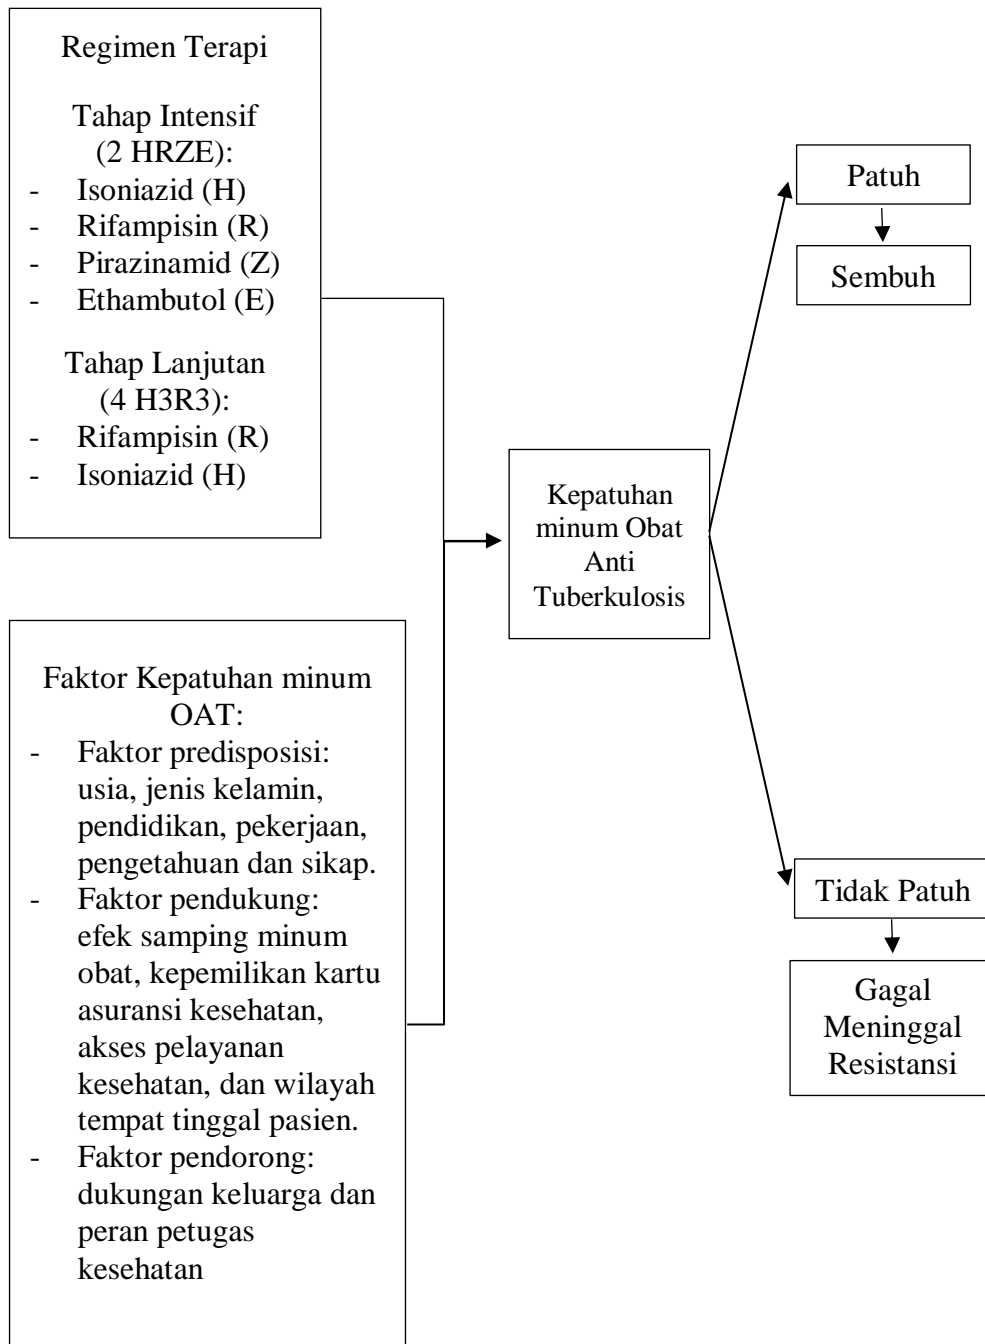 Regimen Terapi
Tahap Intensif
(2 HRZE):
- Isoniazid (H)
- Rifampisin (R)
- Pirazinamid (Z)
- Ethambutol (E)
Tahap Lanjutan
(4 H3R3):
- Rifampisin (R)
- Isoniazid (H)
Faktor Kepatuhan minum
OAT:
- Faktor predisposisi:
usia, jenis kelamin,
pendidikan, pekerjaan,
pengetahuan dan sikap.
- Faktor pendukung:
efek samping minum
obat, kepemilikan kartu
asuransi kesehatan,
akses pelayanan
kesehatan, dan wilayah
tempat tinggal pasien.
- Faktor pendorong:
dukungan keluarga dan
peran petugas
kesehatan
Kepatuhan
minum Obat
Anti
Tuberkulosis
Patuh
Sembuh
Tidak Patuh
Gagal
Meninggal
Resistansi